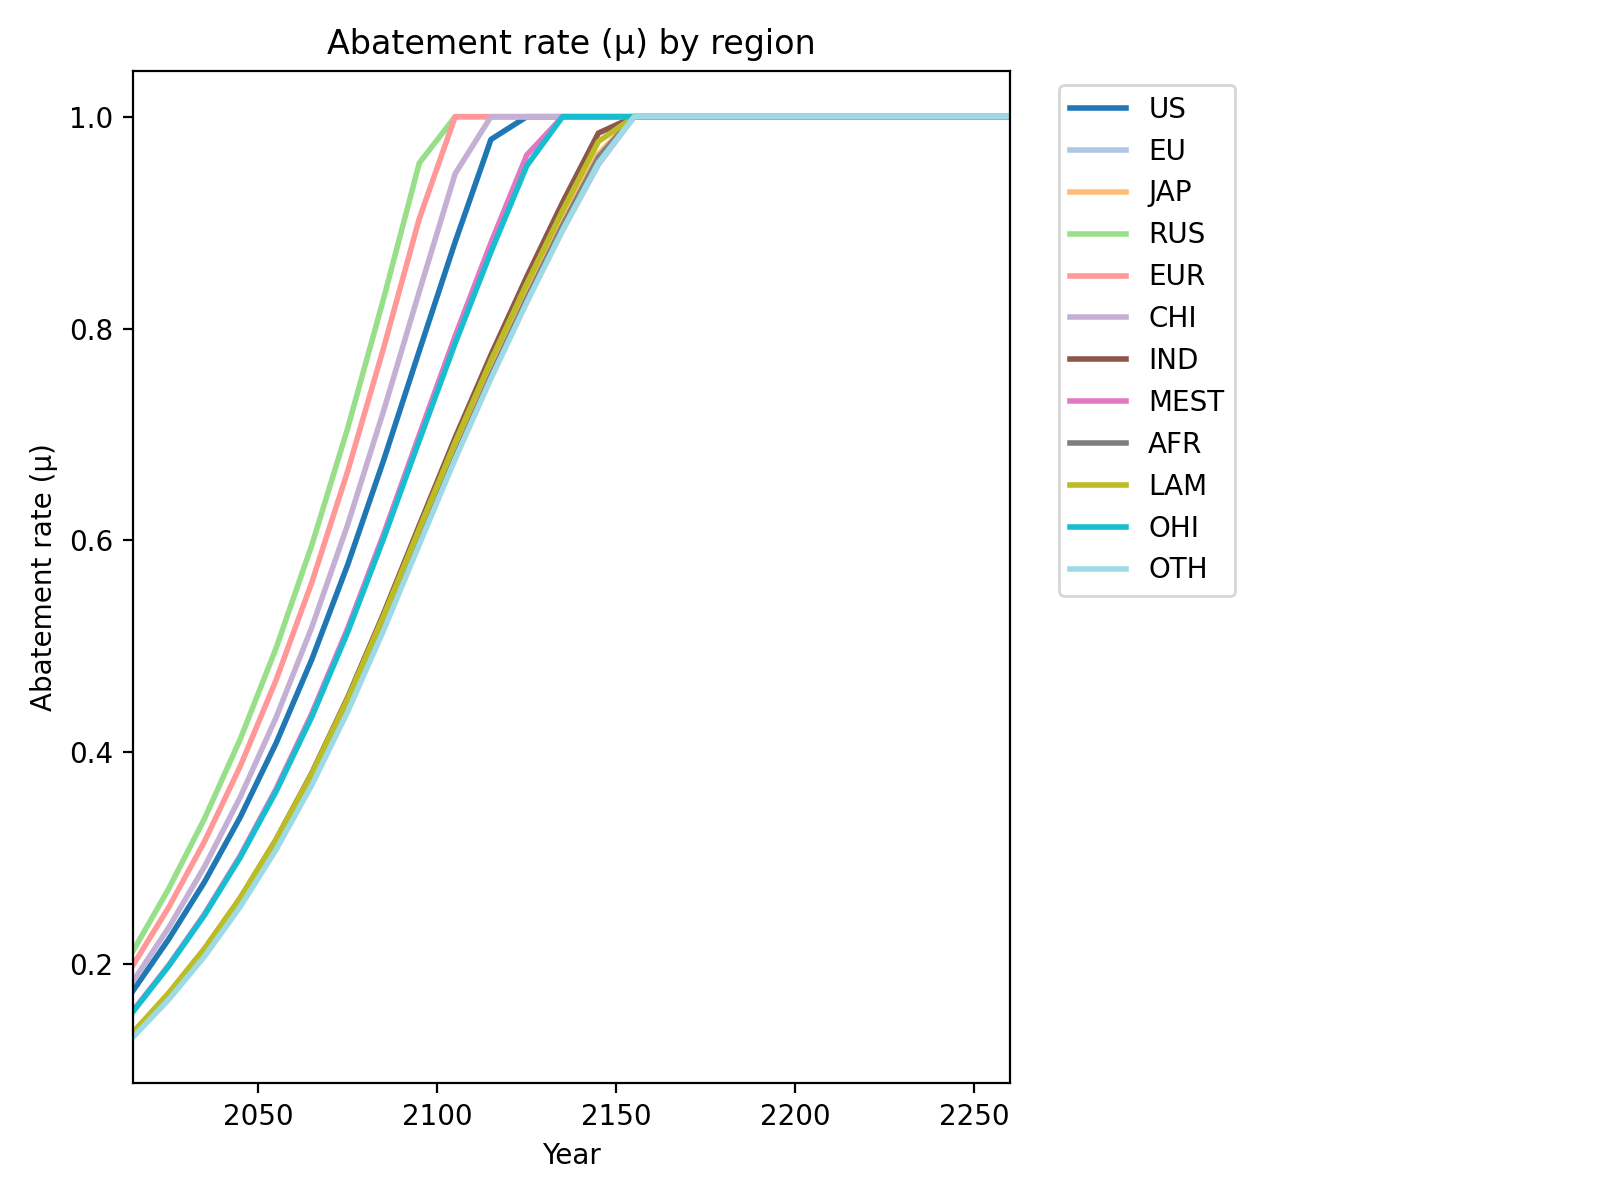 Abatement rate (μ) by region
Abatement rate (μ)
1.0
0.8
0.6
0.4
0.2
2050 2100 2150 2200 2250
Year
US
EU
JAP
RUS
EUR
CHI
IND
MEST
AFR
LAM
OHI
OTH